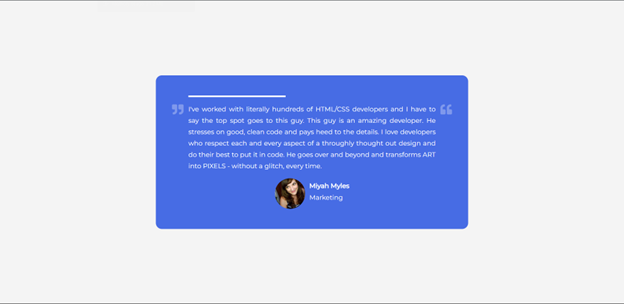 I've worked with literally hundreds of HTML/CSS developers and I have to
say the top spot goes to this guy. This guy is an amazing developer. He
stresses on good, clean code and pays heed to the details. I love developers
who respect each and every aspect of a throughly thought out design and
do their best to put it in code. He goes over and beyond and transforms ART
into PIXELS - without a glitch, every time.
Miyah Myles
Marketing